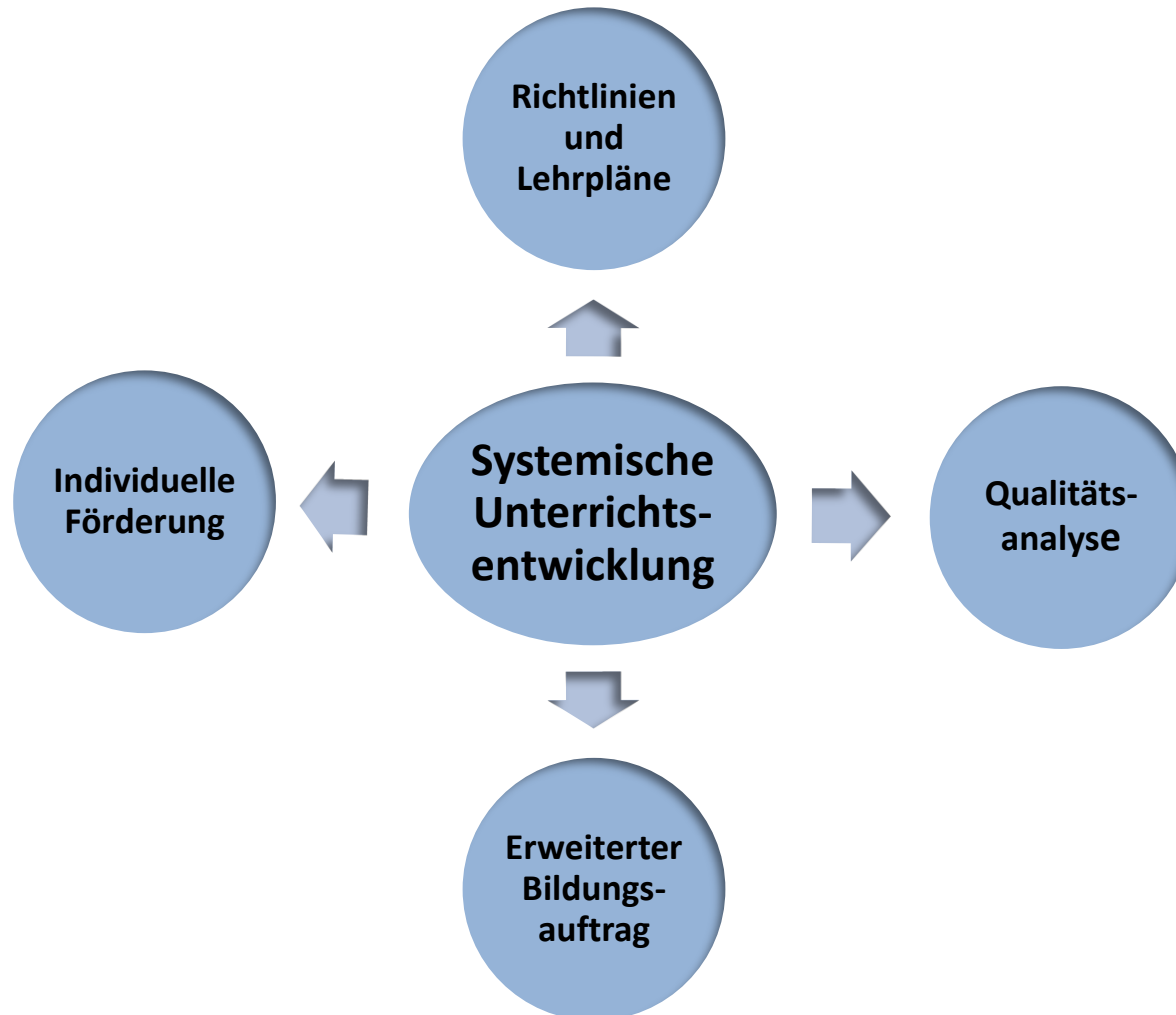 Richtlinien
und
Lehrpläne
Individuelle
Förderung
Systemische
Unterrichts-
entwicklung
Qualitäts-
analyse
Erweiterter
Bildungs-
auftrag